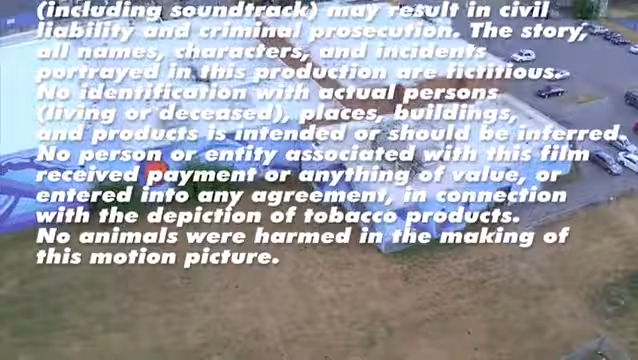 (including soundtrack) may result in civil
liability and criminal prosecution. The story,
all names, characters, and incidents
portrayed in this production are fictitious.
No identification with actual persons
(living or deceased), places, buildings,
and products is intended or should be inferred.
No person or entity associated with this film
received payment or anything of value, or
entered into any agreement, in connection
with the depiction of tobacco products.
No animals were harmed in the making of
this motion picture.